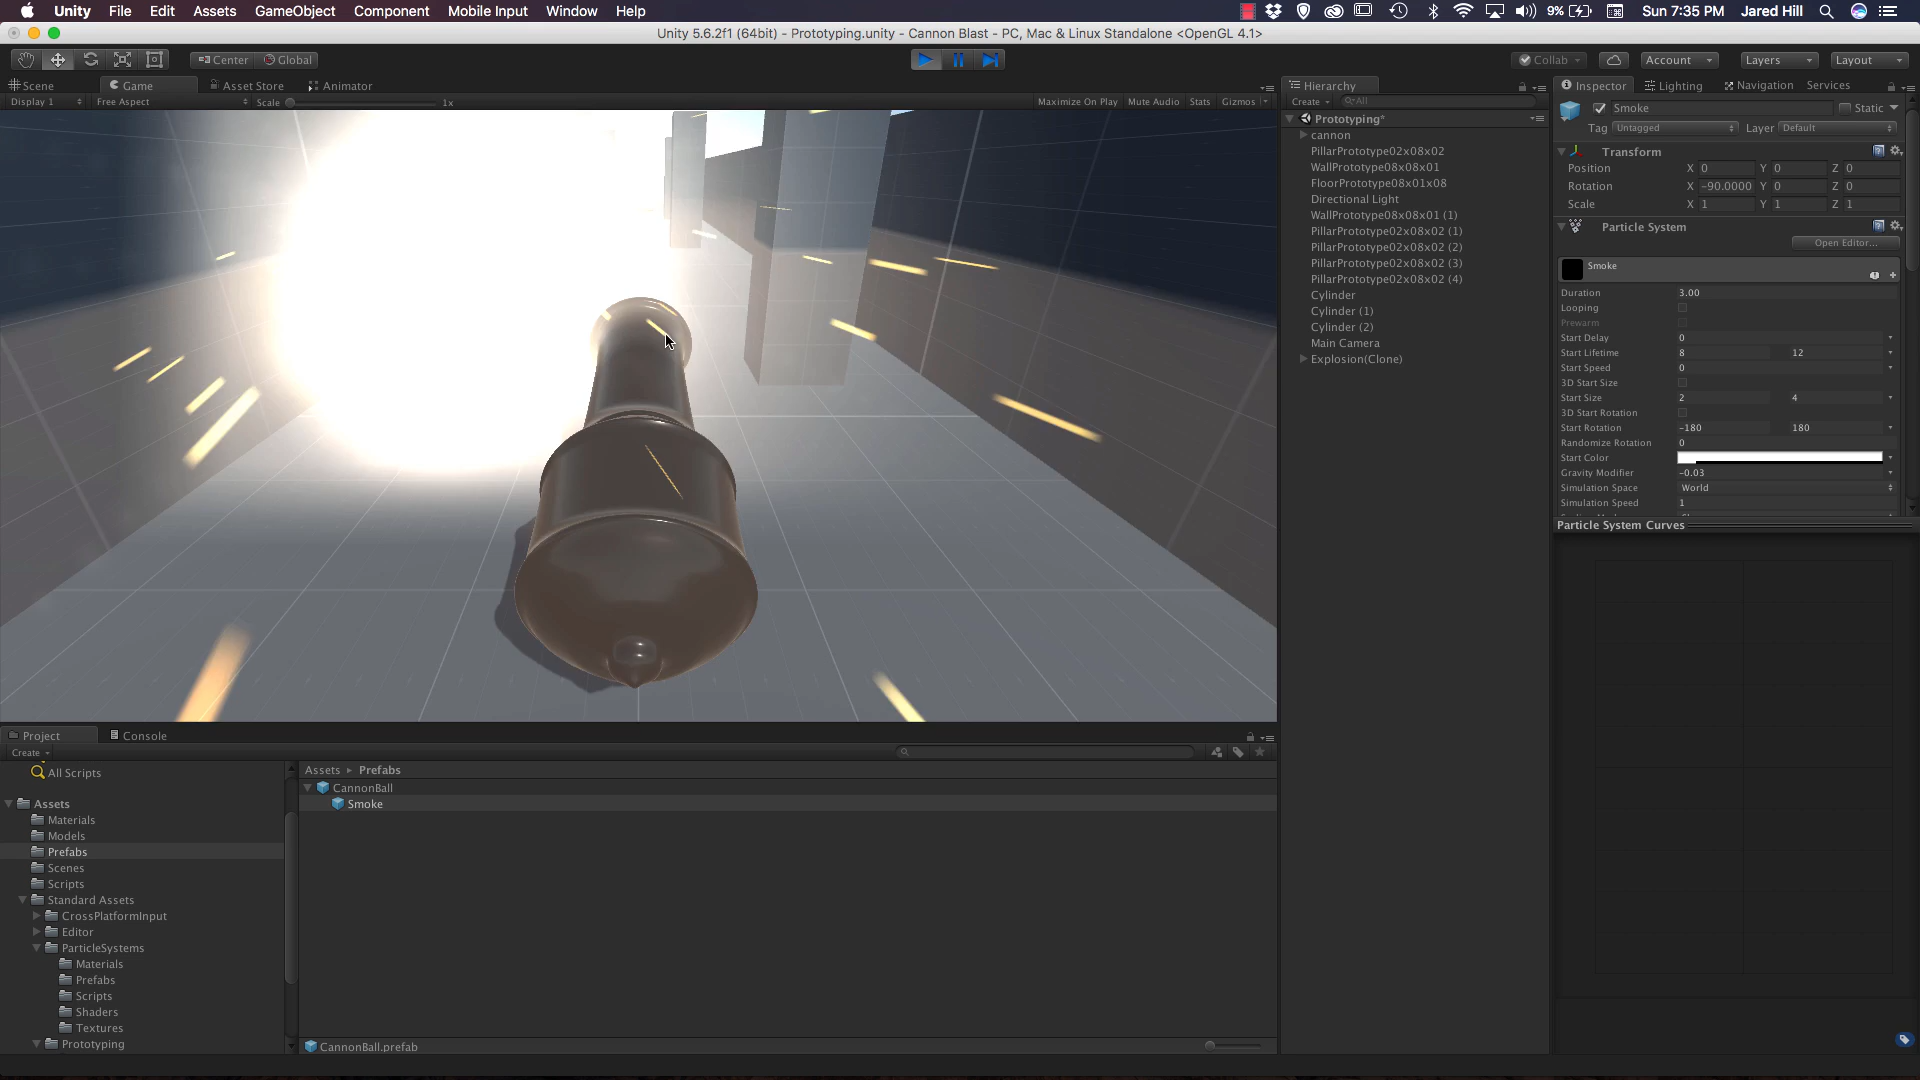 Unity File Edit Assets GameObject Component Mobile Input Window Help 9% Sun 7:35 PM Jared Hill
Unity 5.6.2f1 (64bit) - Prototyping.unity - Cannon Blast - PC, Mac & Linux Standalone <OpenGL 4.1>
Center Global Collab Account Layers Layout
Scene Game Asset Store Animator
Display 1 Free Aspect Scale 1x Maximize On Play Mute Audio Stats Gizmos
Hierarchy
Create All
Prototyping*
cannon
PillarPrototype02x08x02
WallPrototype08x08x01
FloorPrototype08x01x08
Directional Light
WallPrototype08x08x01 (1)
PillarPrototype02x08x02 (1)
PillarPrototype02x08x02 (2)
PillarPrototype02x08x02 (3)
PillarPrototype02x08x02 (4)
Cylinder
Cylinder (1)
Cylinder (2)
Main Camera
Explosion(Clone)
Inspector Lighting Navigation Services
Smoke Static
Tag Untagged Layer Default
Transform
Position X 0 Y 0 Z 0
Rotation X -90.0000 Y 0 Z 0
Scale X 1 Y 1 Z 1
Particle System
Open Editor...
Smoke
Duration 3.00
Looping
Prewarm
Start Delay 0
Start Lifetime 8 12
Start Speed 0
3D Start Size
Start Size 2 4
3D Start Rotation
Start Rotation -180 180
Randomize Rotation 0
Start Color
Gravity Modifier -0.03
Simulation Space World
Simulation Speed 1
Particle System Curves
Project Console
Create
All Scripts
Assets
Materials
Models
Prefabs
Scenes
Scripts
Standard Assets
CrossPlatformInput
Editor
ParticleSystems
Materials
Prefabs
Scripts
Shaders
Textures
Prototyping
Assets Prefabs
CannonBall
Smoke
CannonBall.prefab